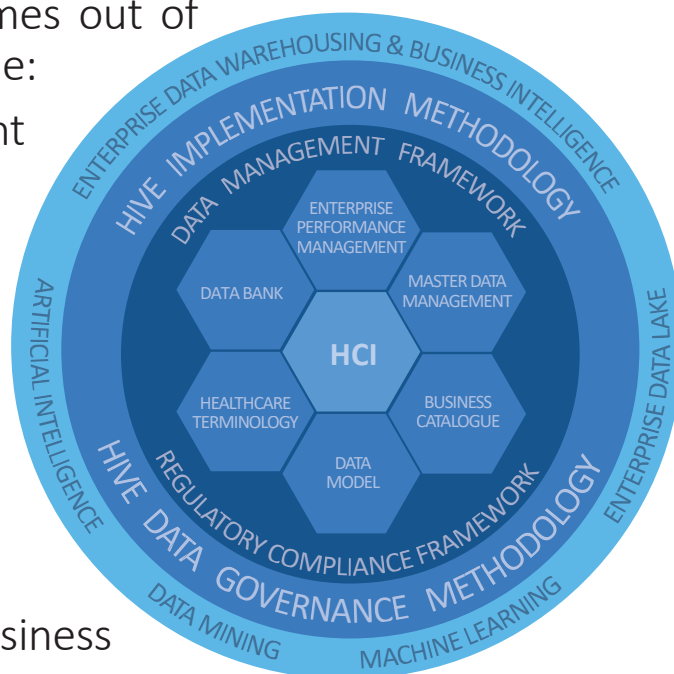 mes out of
e:
nt
siness
ENTERPRISE DATA WAREHOUSING & BUSINESS INTELLIGENCE
ENTERPRISE DATA LAKE
MACHINE LEARNING
DATA MINING
ARTIFICIAL INTELLIGENCE
HIVE IMPLEMENTATION METHODOLOGY
HIVE DATA GOVERNANCE METHODOLOGY
DATA MANAGEMENT FRAMEWORK
REGULATORY COMPLIANCE FRAMEWORK
ENTERPRISE
PERFORMANCE
MANAGEMENT
DATA BANK
MASTER DATA
MANAGEMENT
HCI
HEALTHCARE
TERMINOLOGY
BUSINESS
CATALOGUE
DATA
MODEL